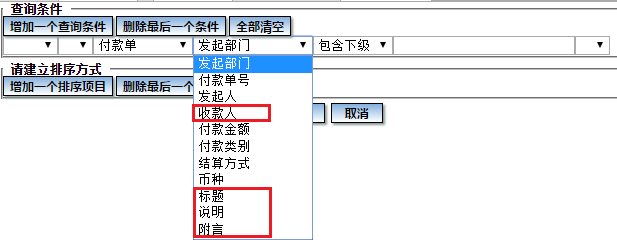 查询条件
增加一个查询条件 删除最后一个条件 全部清空
付款单 发起部门 包含下级
发起部门
请建立排序方式
付款单号
增加一个排序项目 删除最后一个
发起人
收款人
取消
付款金额
付款类别
结算方式
币种
标题
说明
附言